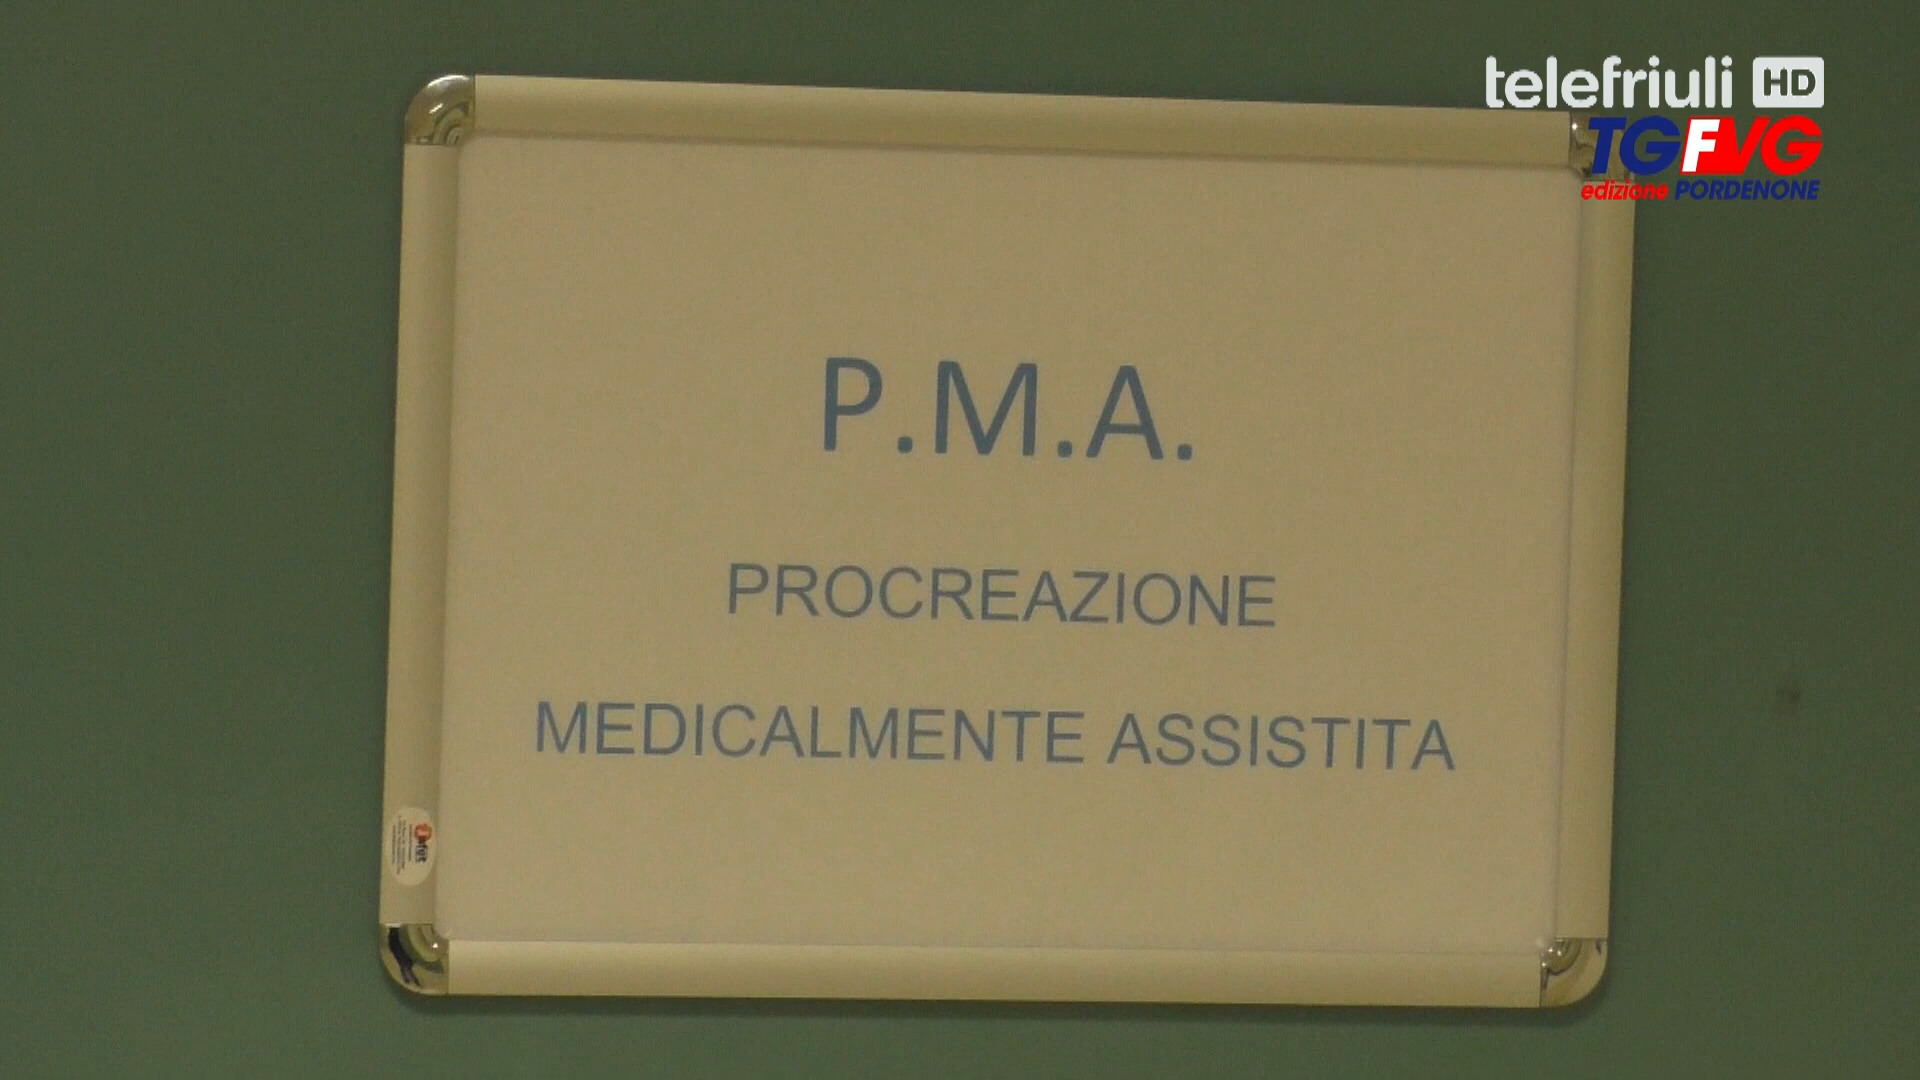 telefriuli HD
TGFVG
edizione PORDENONE
P.M.A.
PROCREAZIONE
MEDICALMENTE ASSISTITA